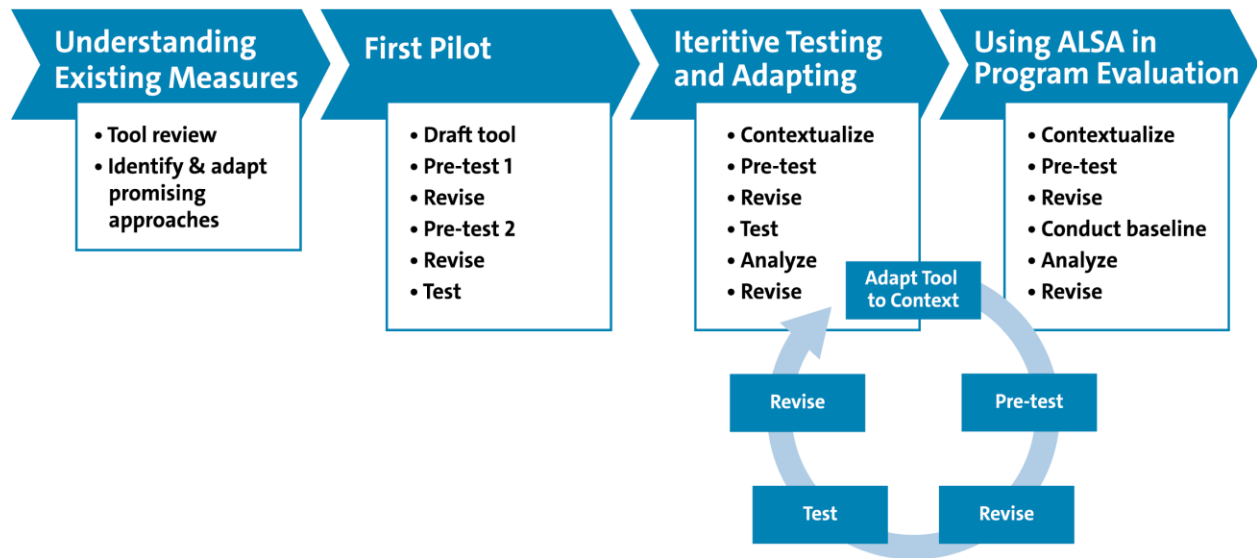 Understanding
Existing Measures
• Tool review
• Identify & adapt
promising
approaches
First Pilot
• Draft tool
• Pre-test 1
• Revise
• Pre-test 2
• Revise
• Test
Iteritive Testing
and Adapting
• Contextualize
• Pre-test
• Revise
• Test
• Analyze
• Revise
Using ALSA in
Program Evaluation
• Contextualize
• Pre-test
• Revise
• Conduct baseline
• Analyze
• Revise
Adapt Tool
to Context
Pre-test
Revise
Test
Revise